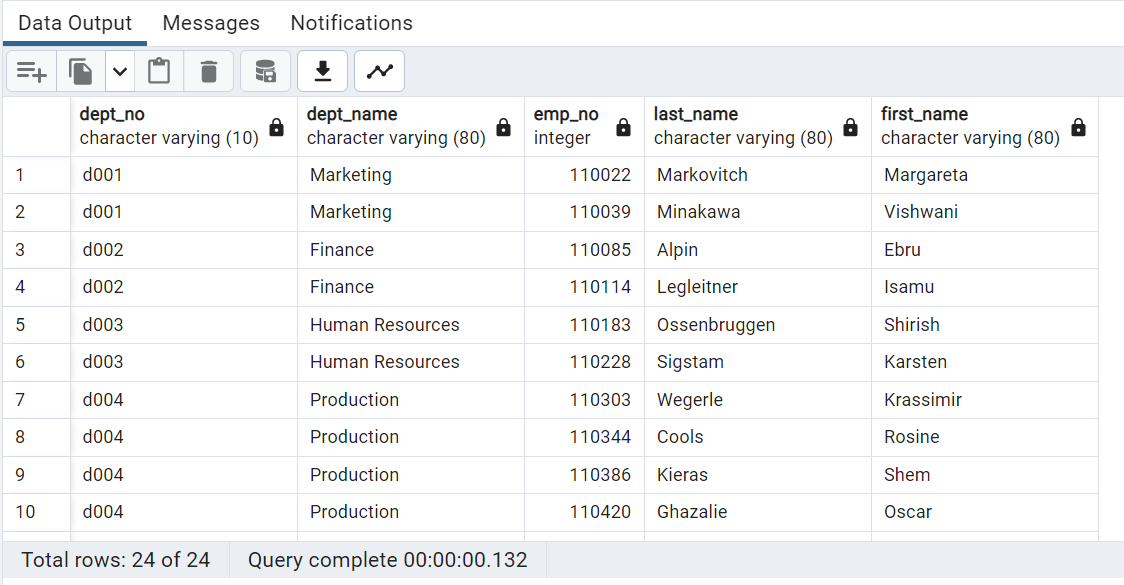 Data Output Messages Notifications
dept_no dept_name emp_no last_name first_name
character varying (10) character varying (80) integer character varying (80) character varying (80)
1 d001 Marketing 110022 Markovitch Margareta
2 d001 Marketing 110039 Minakawa Vishwani
3 d002 Finance 110085 Alpin Ebru
4 d002 Finance 110114 Legleitner Isamu
5 d003 Human Resources 110183 Ossenbruggen Shirish
6 d003 Human Resources 110228 Sigstam Karsten
7 d004 Production 110303 Wegerle Krassimir
8 d004 Production 110344 Cools Rosine
9 d004 Production 110386 Kieras Shem
10 d004 Production 110420 Ghazalie Oscar
Total rows: 24 of 24 Query complete 00:00:00.132